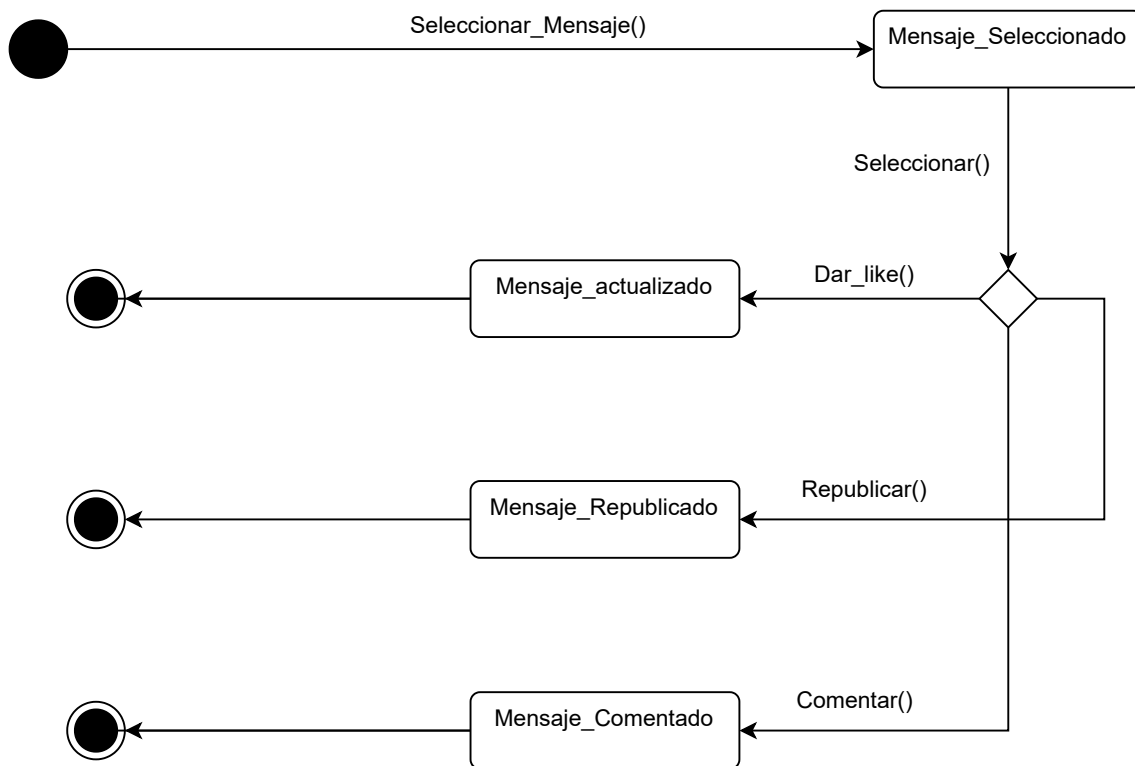 Seleccionar_Mensaje()
Mensaje_Seleccionado
Seleccionar()
Mensaje_actualizado
Dar_like()
Mensaje_Republicado
Republicar()
Mensaje_Comentado
Comentar()